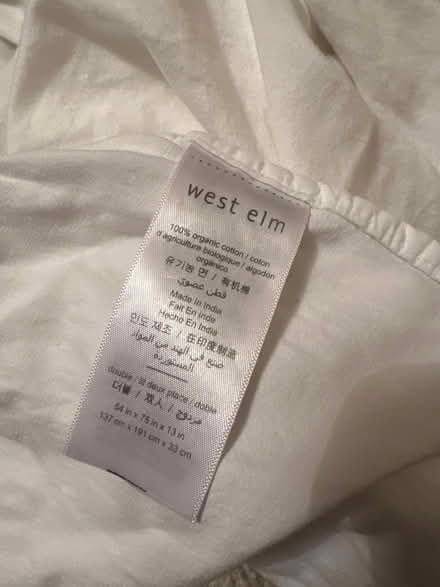 west elm
100% organic cotton / coton
d'agriculture biologique / algodon
orgánico
유기농 면 / 有机棉
قطن عضوي
Made in India
Fait En Inde
Hecho En India
인도 제조 / 在印度制造
صنع في الهند من المواد
المستوردة
double / lit deux place / doble
더블 / 双人 / مزدوج
54 in x 75 in x 13 in
137 cm x 191 cm x 33 cm